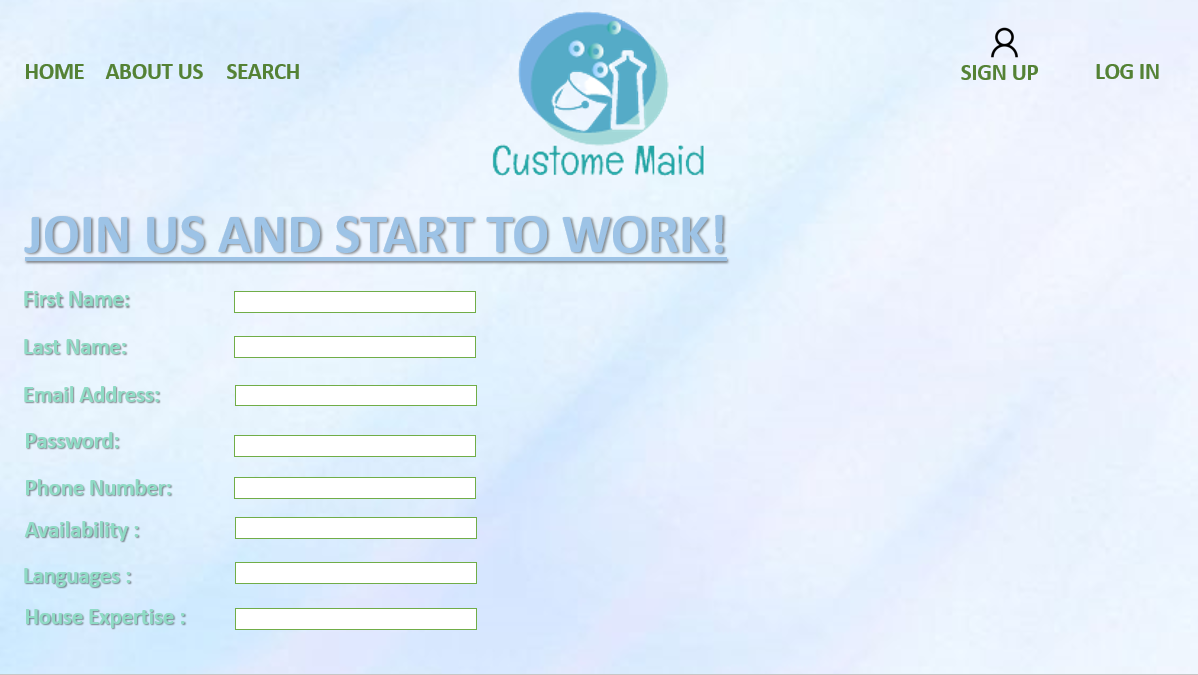 HOME ABOUT US SEARCH
SIGN UP LOG IN
Custome Maid
JOIN US AND START TO WORK!
First Name:
Last Name:
Email Address:
Password:
Phone Number:
Availability :
Languages :
House Expertise :